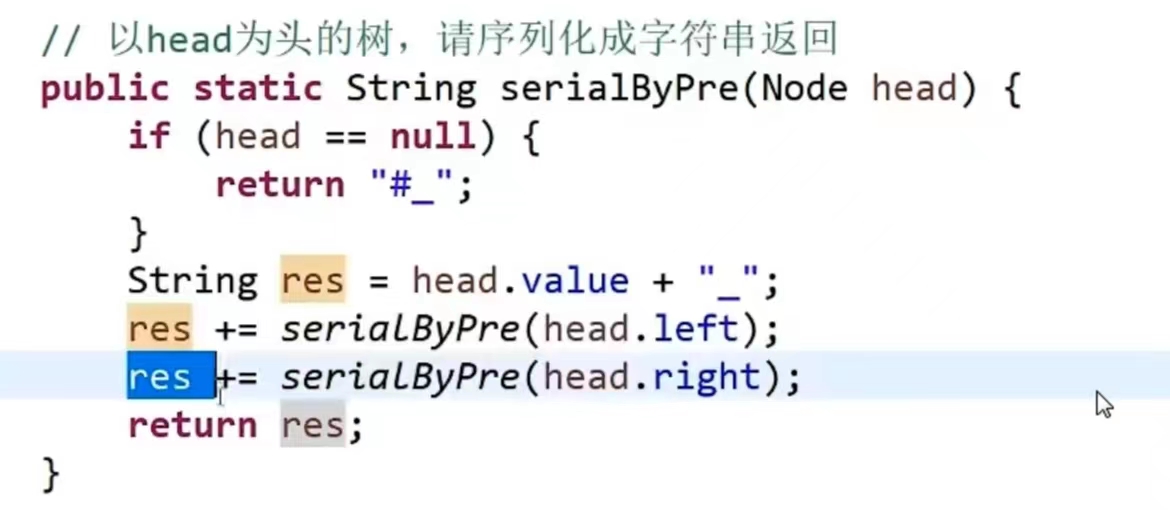 // 以head为头的树，请序列化成字符串返回
public static String serialByPre(Node head) {
    if (head == null) {
        return "#_";
    }
    String res = head.value + "_";
    res += serialByPre(head.left);
    res += serialByPre(head.right);
    return res;
}